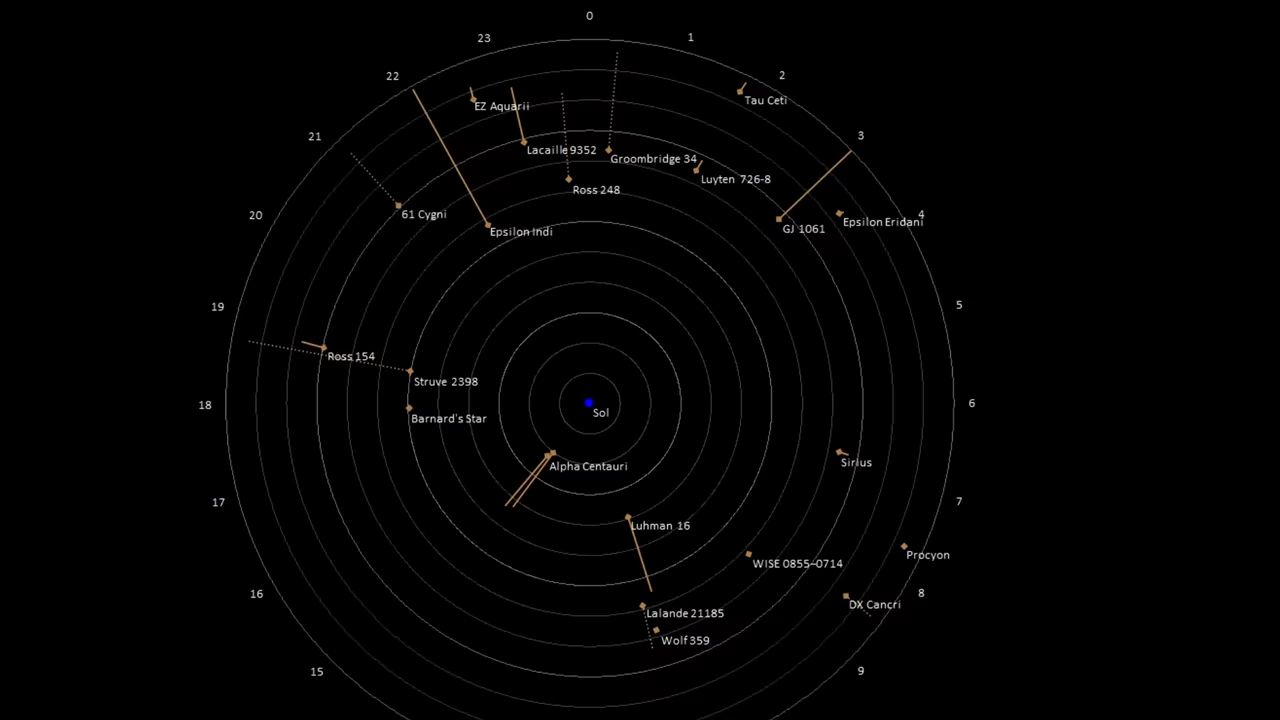 0
23
1
22
2
EZ Aquarii
Tau Ceti
21
3
Lacaille 9352
Groombridge 34
Luyten 726-8
Ross 248
20
61 Cygni
4
Epsilon Eridani
GJ 1061
Epsilon Indi
19
5
Ross 154
Struve 2398
18
6
Sol
Barnard's Star
Sirius
Alpha Centauri
17
7
Luhman 16
Procyon
WISE 0855–0714
16
8
DX Cancri
Lalande 21185
Wolf 359
15
9